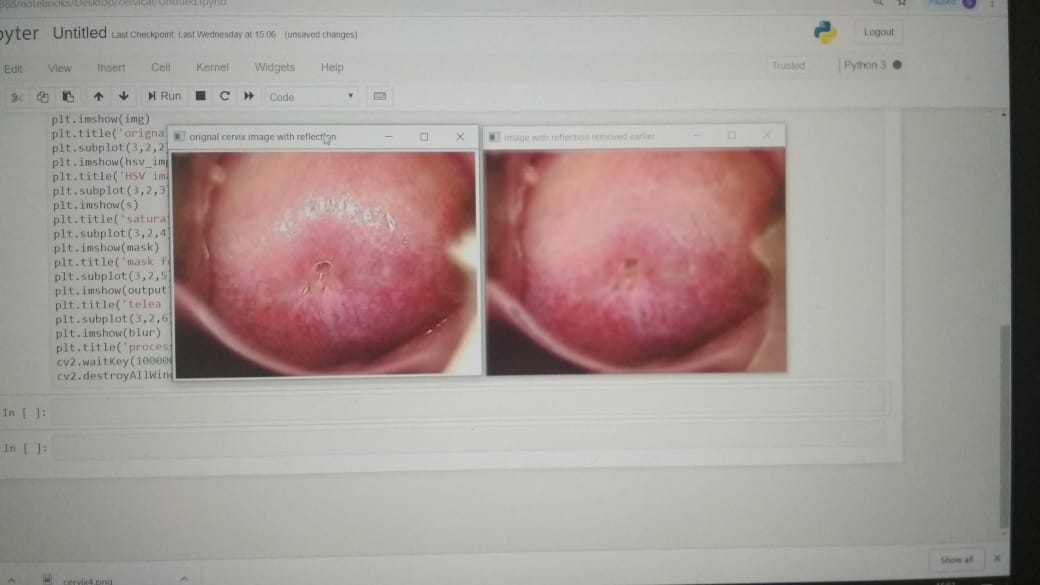 888/notebooks/Desktop/cervical/Untitled.ipynb
pyter Untitled Last Checkpoint: Last Wednesday at 15:06 (unsaved changes)
Logout
Edit View Insert Cell Kernel Widgets Help
Trusted Python 3
Run Code
plt.imshow(img)
plt.title('origna
plt.subplot(3,2,2
plt.imshow(hsv_im
plt.title('HSV im
plt.subplot(3,2,3
plt.imshow(s)
plt.title('satura
plt.subplot(3,2,4
plt.imshow(mask)
plt.title('mask f
plt.subplot(3,2,5
plt.imshow(output
plt.title('telea
plt.subplot(3,2,6
plt.imshow(blur)
plt.title('proces
cv2.waitKey(10000
cv2.destroyAllWin
orignal cervix image with reflection
image with reflection removed earlier
In [ ]:
In [ ]:
Show all
cervix4.png